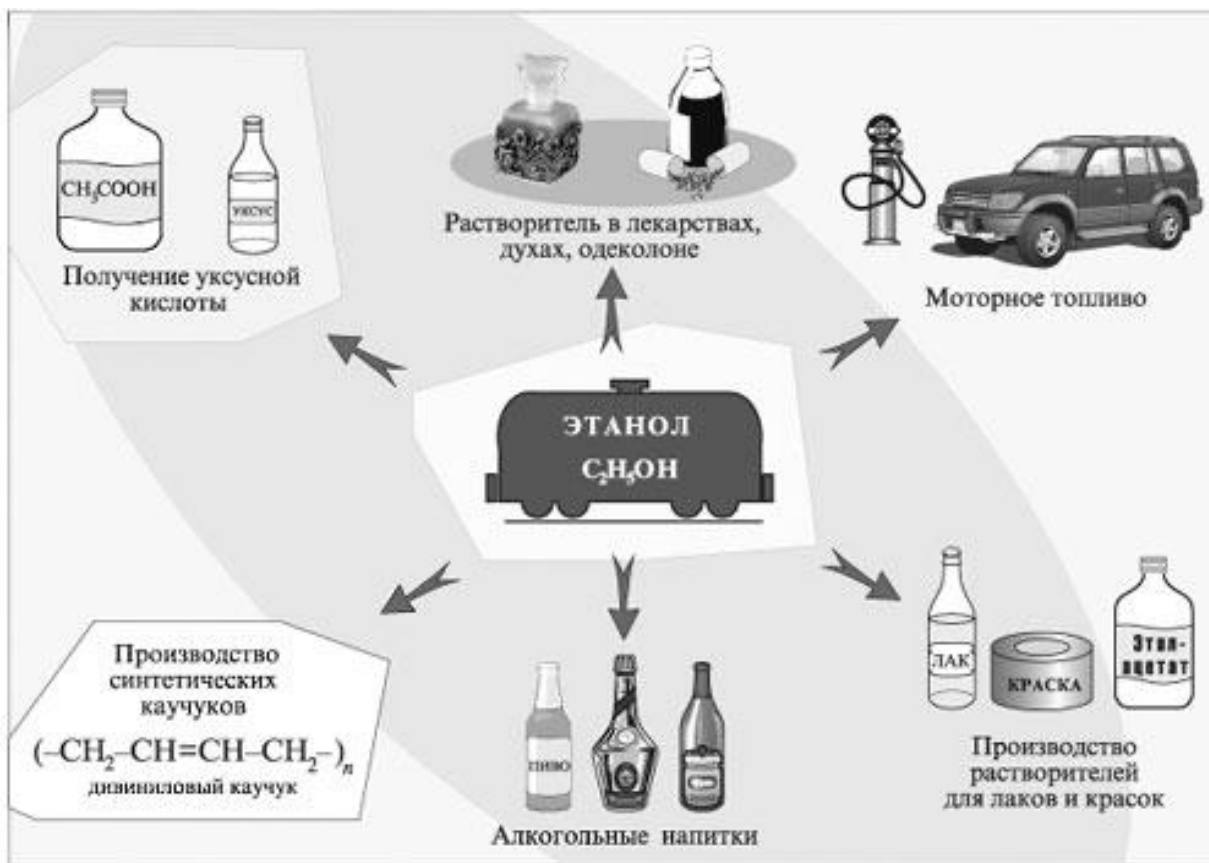 CH₃COOH
УКСУС
Получение уксусной
кислоты
Растворитель в лекарствах,
духах, одеколоне
Моторное топливо
ЭТАНОЛ
C₂H₅OH
Производство
синтетических
каучуков
(–CH₂–CH=CH–CH₂–)ₙ
дивиниловый каучук
ПИВО
Алкогольные напитки
ЛАК
КРАСКА
Этил-
ацетат
Производство
растворителей
для лаков и красок